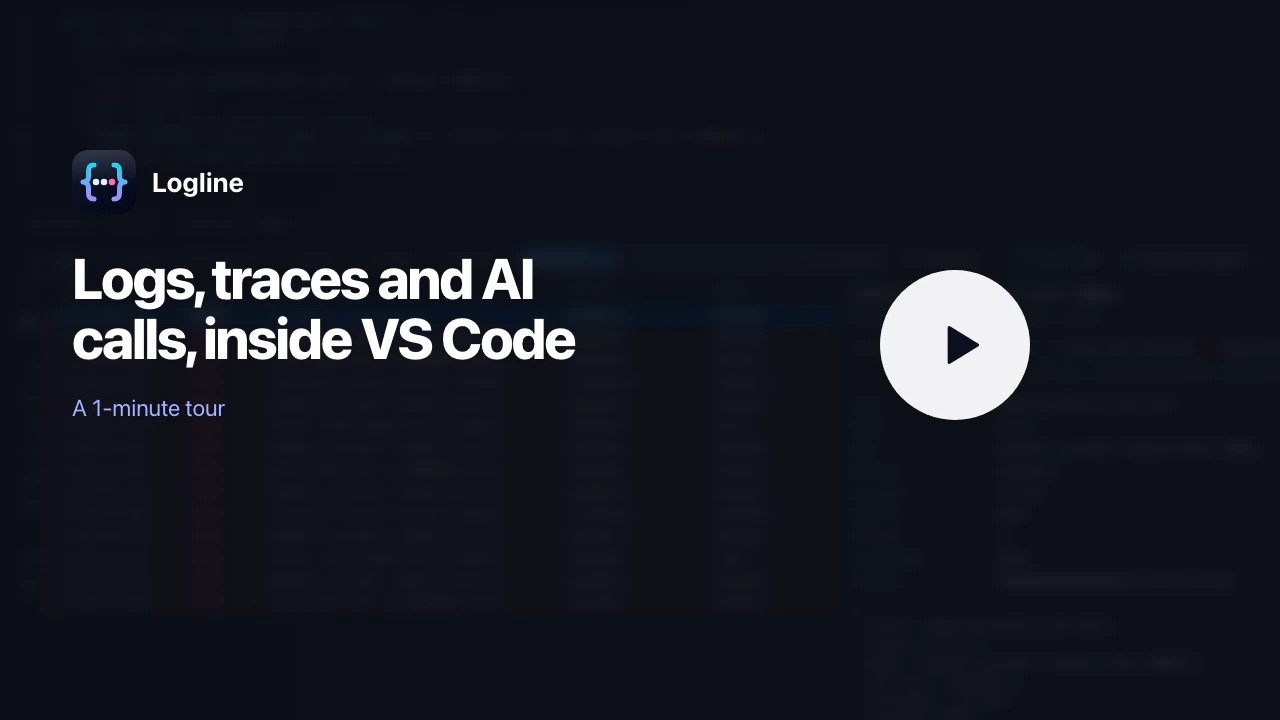 Logline
Logs, traces and AI
calls, inside VS Code
A 1-minute tour